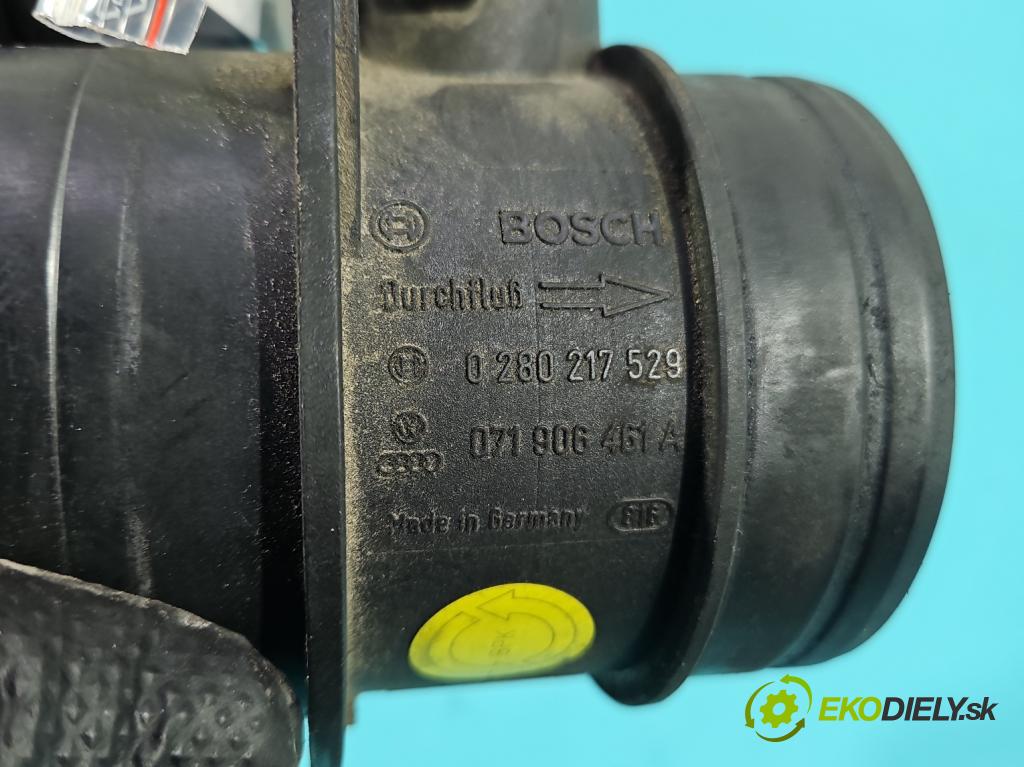 BOSCH
Durchfluß
0 280 217 529
071 906 461 A
Made in Germany
EKODIELY.sk